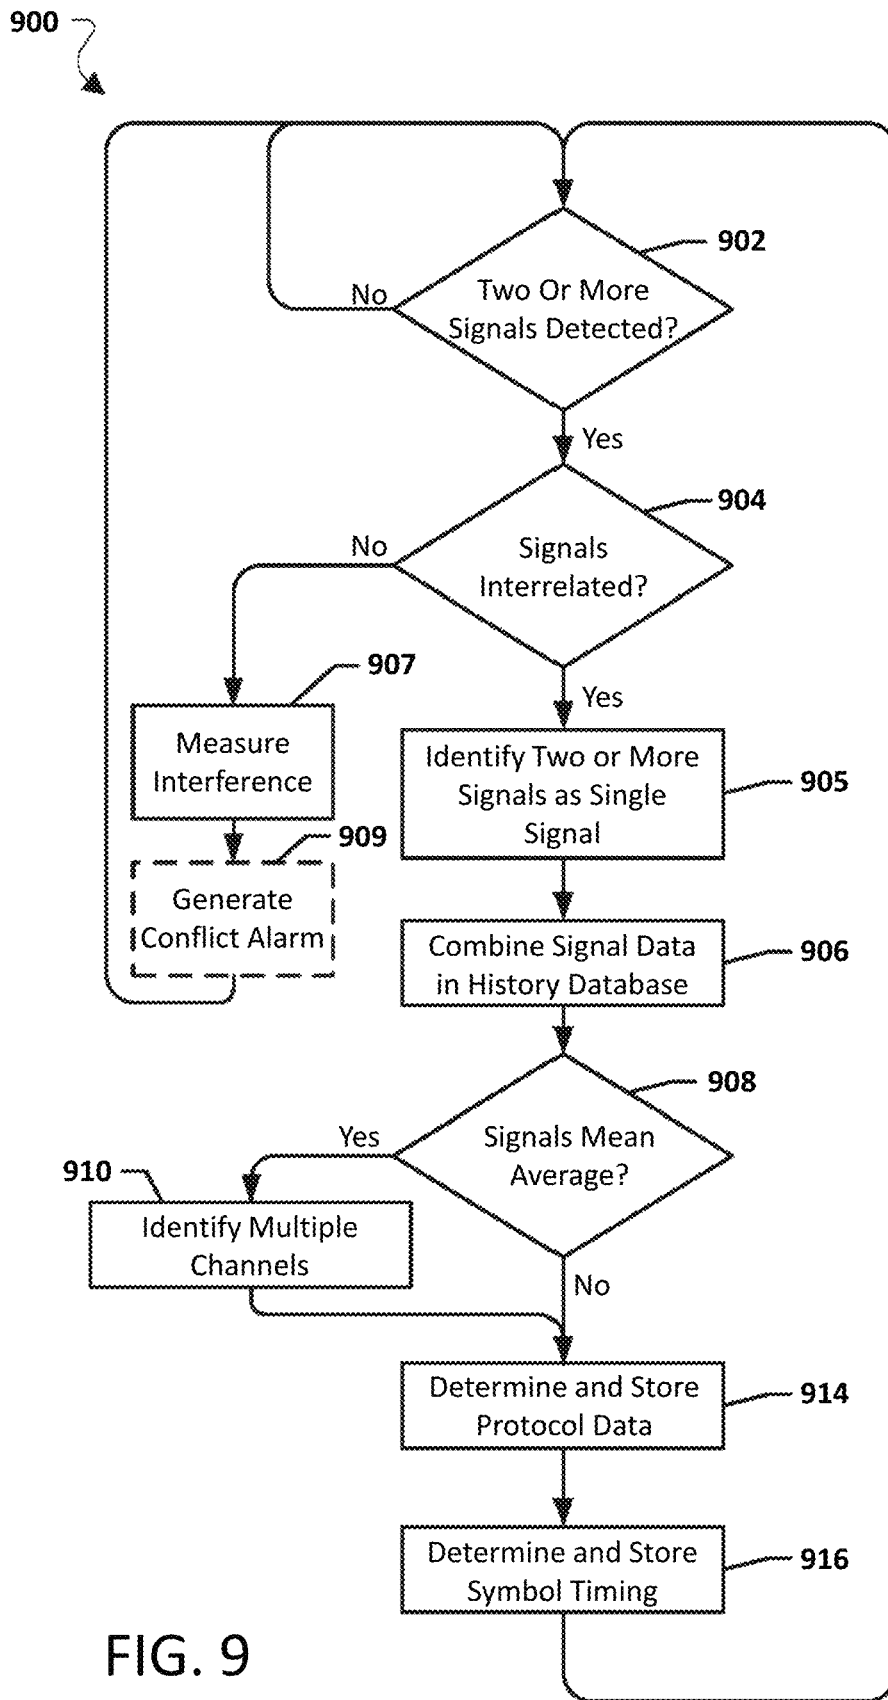 900
902
Two Or More
Signals Detected?
No
Yes
904
Signals
Interrelated?
No
Yes
907
Measure
Interference
Identify Two or More
Signals as Single
Signal
905
909
Generate
Conflict Alarm
Combine Signal Data
in History Database
906
908
Signals Mean
Average?
Yes
910
Identify Multiple
Channels
No
Determine and Store
Protocol Data
914
Determine and Store
Symbol Timing
916
FIG. 9